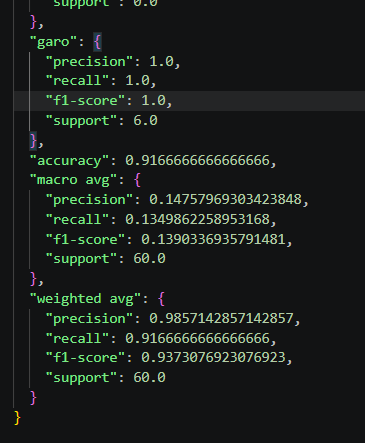 "support": 0.0
},
"garo": {
"precision": 1.0,
"recall": 1.0,
"f1-score": 1.0,
"support": 6.0
},
"accuracy": 0.9166666666666666,
"macro avg": {
"precision": 0.14757969303423848,
"recall": 0.1349862258953168,
"f1-score": 0.1390336935791481,
"support": 60.0
},
"weighted avg": {
"precision": 0.9857142857142857,
"recall": 0.9166666666666666,
"f1-score": 0.9373076923076923,
"support": 60.0
}
}